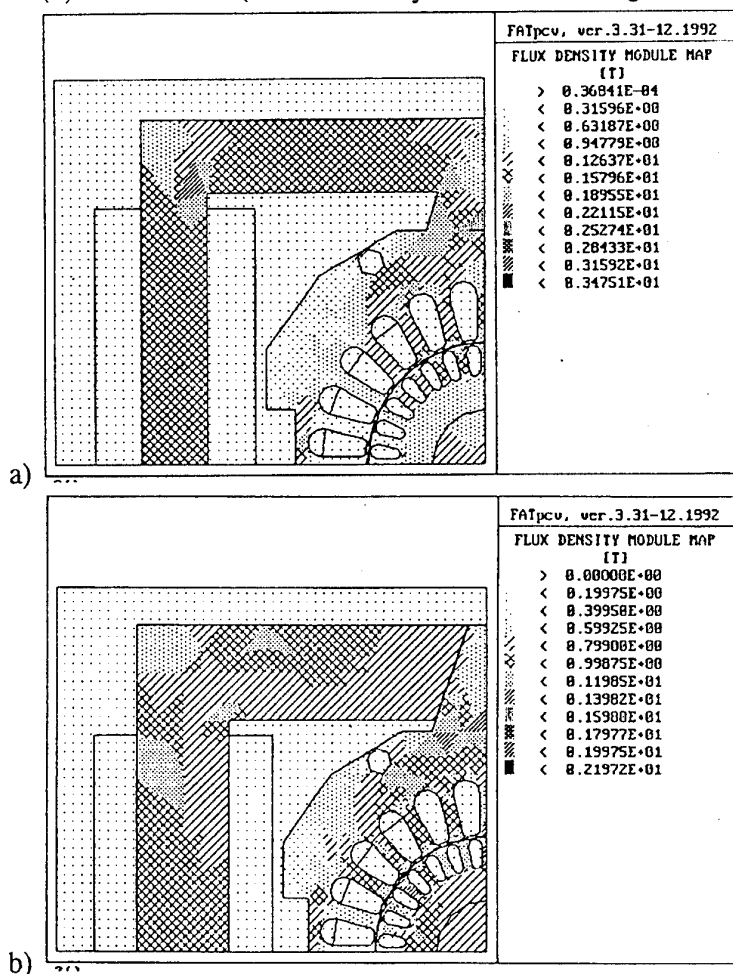 FATpcv, ver.3.31-12.1992
FLUX DENSITY MODULE MAP
[T]
> 0.36841E-04
< 0.31596E+00
< 0.63187E+00
< 0.94779E+00
< 0.12637E+01
< 0.15796E+01
< 0.18955E+01
< 0.22115E+01
< 0.25274E+01
< 0.28433E+01
< 0.31592E+01
< 0.34751E+01
a)
FATpcv, ver.3.31-12.1992
FLUX DENSITY MODULE MAP
[T]
> 0.00000E+00
< 0.19975E+00
< 0.39950E+00
< 0.59925E+00
< 0.79900E+00
< 0.99875E+00
< 0.11985E+01
< 0.13982E+01
< 0.15980E+01
< 0.17977E+01
< 0.19975E+01
< 0.21972E+01
b)